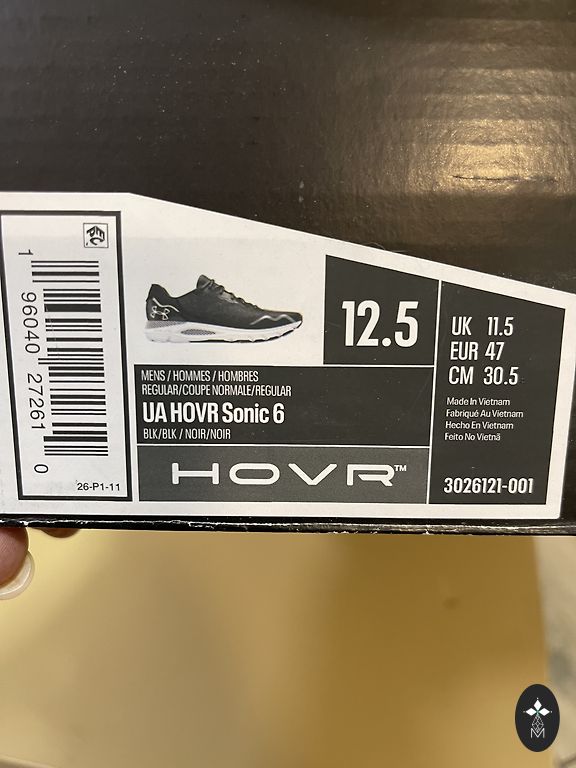 1 96040 27261 0
26-P1-11
12.5
MENS / HOMMES / HOMBRES
REGULAR/COUPE NORMALE/REGULAR
UA HOVR Sonic 6
BLK/BLK / NOIR/NOIR
HOVR™
UK 11.5
EUR 47
CM 30.5
Made In Vietnam
Fabriqué Au Vietnam
Hecho En Vietnam
Feito No Vietnã
3026121-001
M